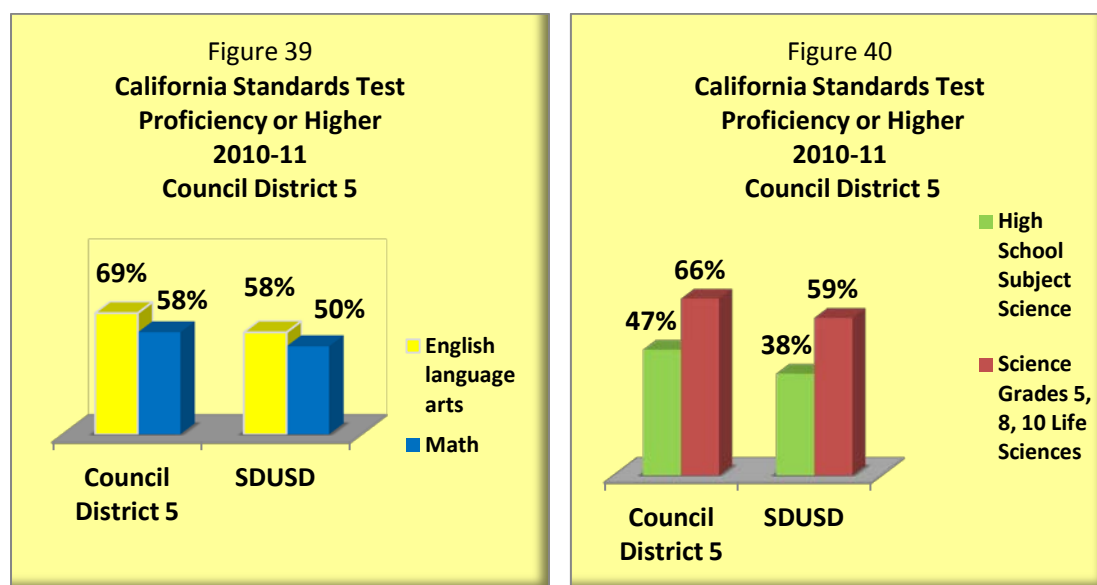 Figure 39
California Standards Test
Proficiency or Higher
2010-11
Council District 5
69%
58%
58%
50%
English
language
arts
Math
Council
District 5
SDUSD
Figure 40
California Standards Test
Proficiency or Higher
2010-11
Council District 5
47%
66%
38%
59%
High
School
Subject
Science
Science
Grades 5,
8, 10 Life
Sciences
Council
District 5
SDUSD